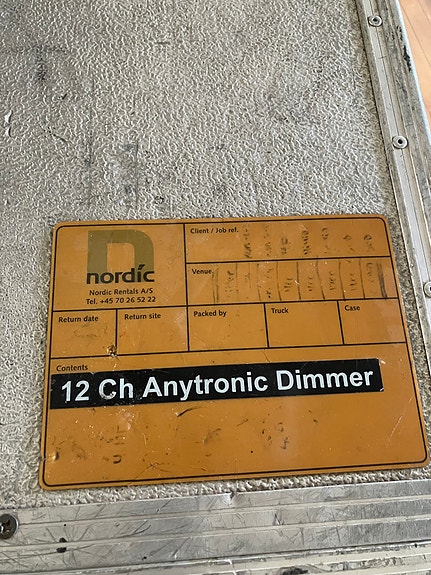 nordic
Nordic Rentals A/S
Tel. +45 70 26 52 22
Client / Job ref.
Venue
Return date
Return site
Packed by
Truck
Case
Contents
12 Ch Anytronic Dimmer